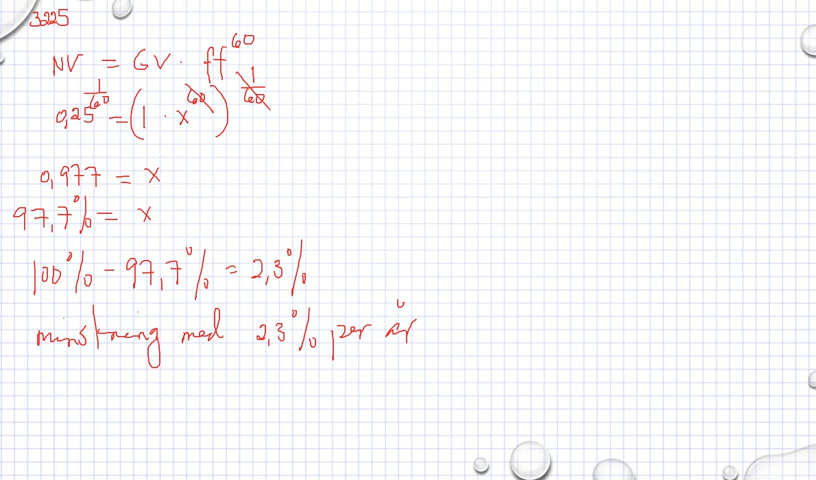 3225
NV = GV · ff^60
0,25^(1/60) = (1 · x^60)^(1/60)
0,977 = x
97,7% = x
100% - 97,7% = 2,3%
minskning med 2,3% per år